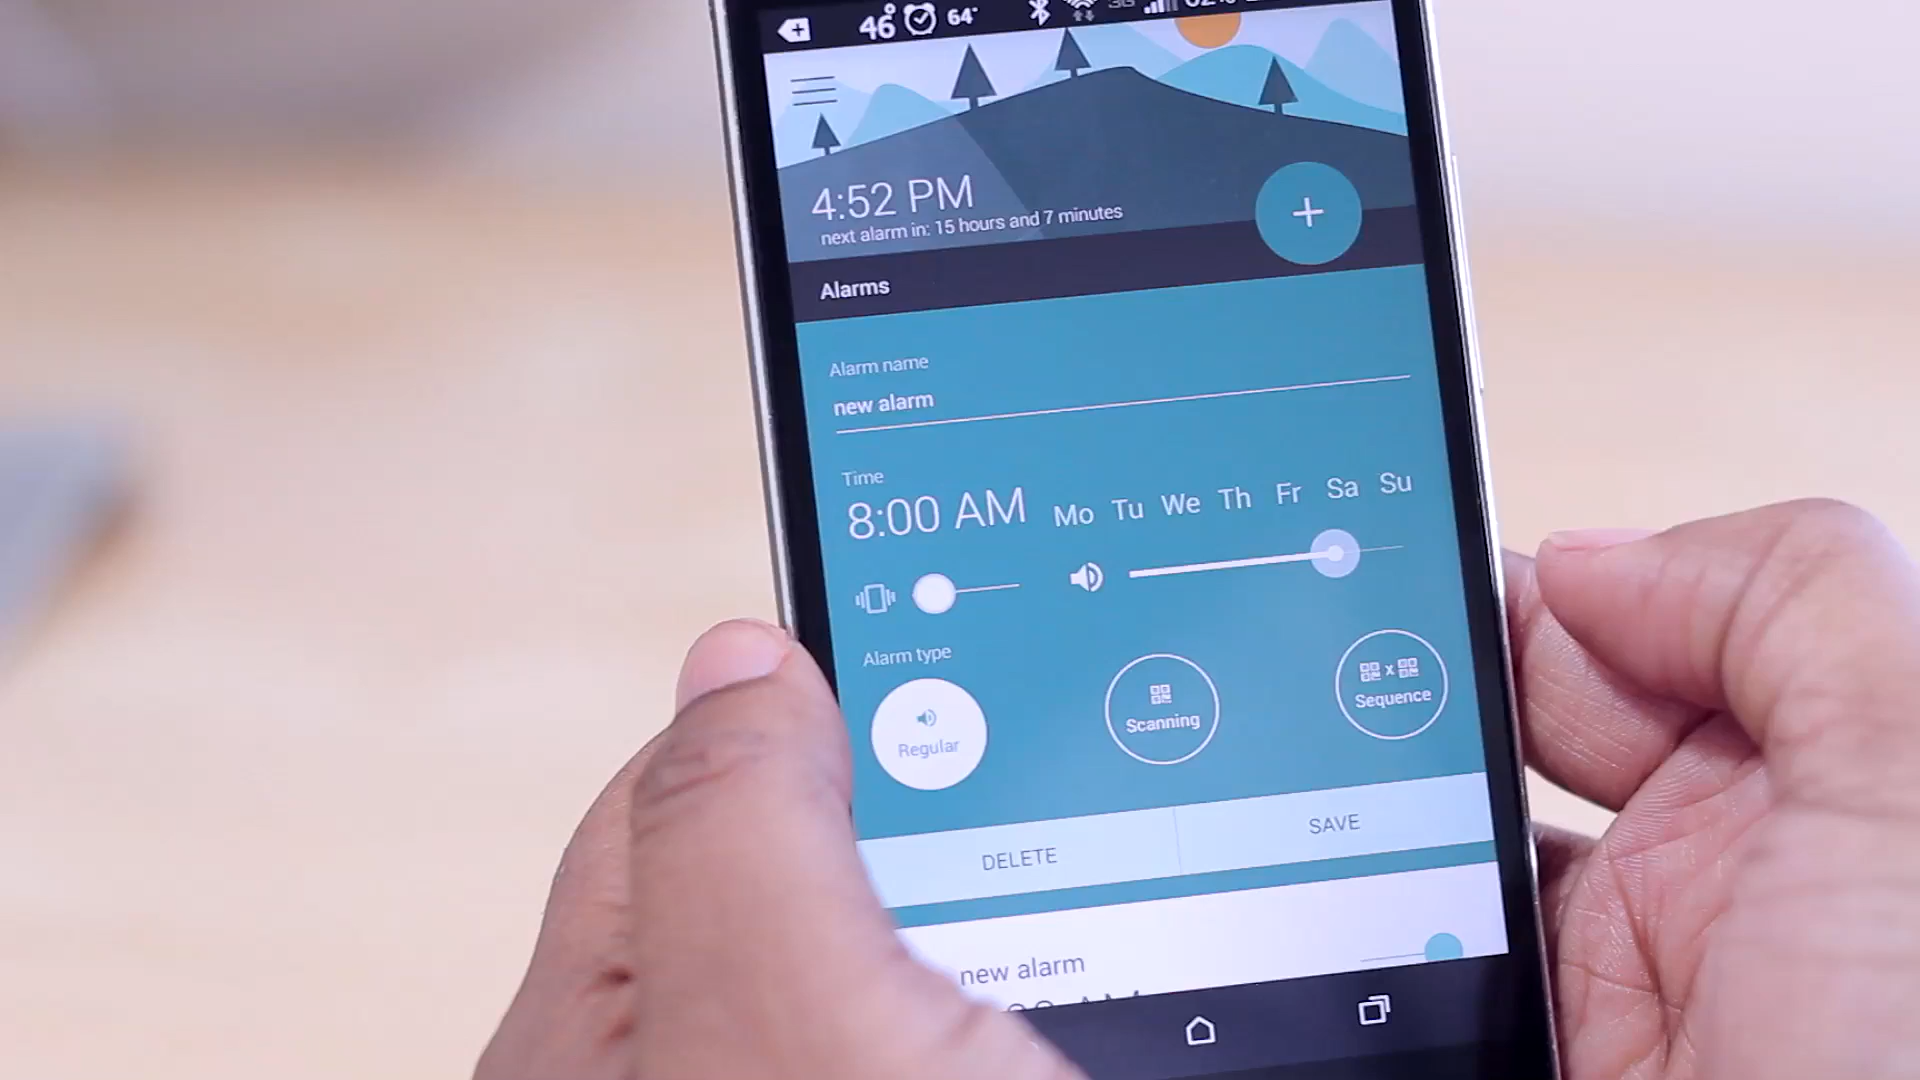 46° 64°
4:52 PM
next alarm in: 15 hours and 7 minutes
Alarms
Alarm name
new alarm
Time
8:00 AM Mo Tu We Th Fr Sa Su
Alarm type
Regular
Scanning
x
Sequence
DELETE SAVE
new alarm